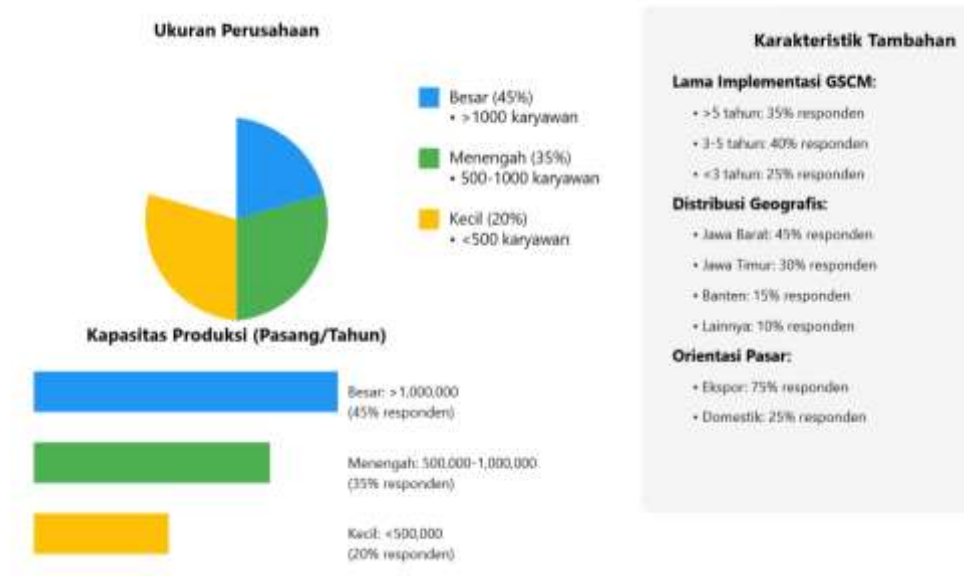 Ukuran Perusahaan
Besar (45%)
• >1000 karyawan
Menengah (35%)
• 500-1000 karyawan
Kecil (20%)
• <500 karyawan
Kapasitas Produksi (Pasang/Tahun)
Besar: >1,000,000
(45% responden)
Menengah: 500,000-1,000,000
(35% responden)
Kecil: <500,000
(20% responden)
Karakteristik Tambahan
Lama Implementasi GSCM:
• >5 tahun: 35% responden
• 3-5 tahun: 40% responden
• <3 tahun: 25% responden
Distribusi Geografis:
• Jawa Barat: 45% responden
• Jawa Timur: 30% responden
• Banten: 15% responden
• Lainnya: 10% responden
Orientasi Pasar:
• Ekspor: 75% responden
• Domestik: 25% responden